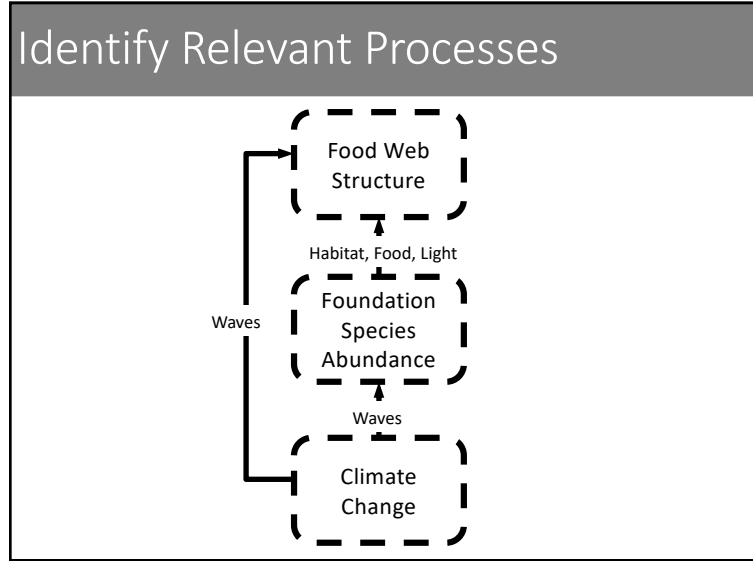 Identify Relevant Processes
Food Web
Structure
Habitat, Food, Light
Foundation
Species
Abundance
Waves
Waves
Climate
Change